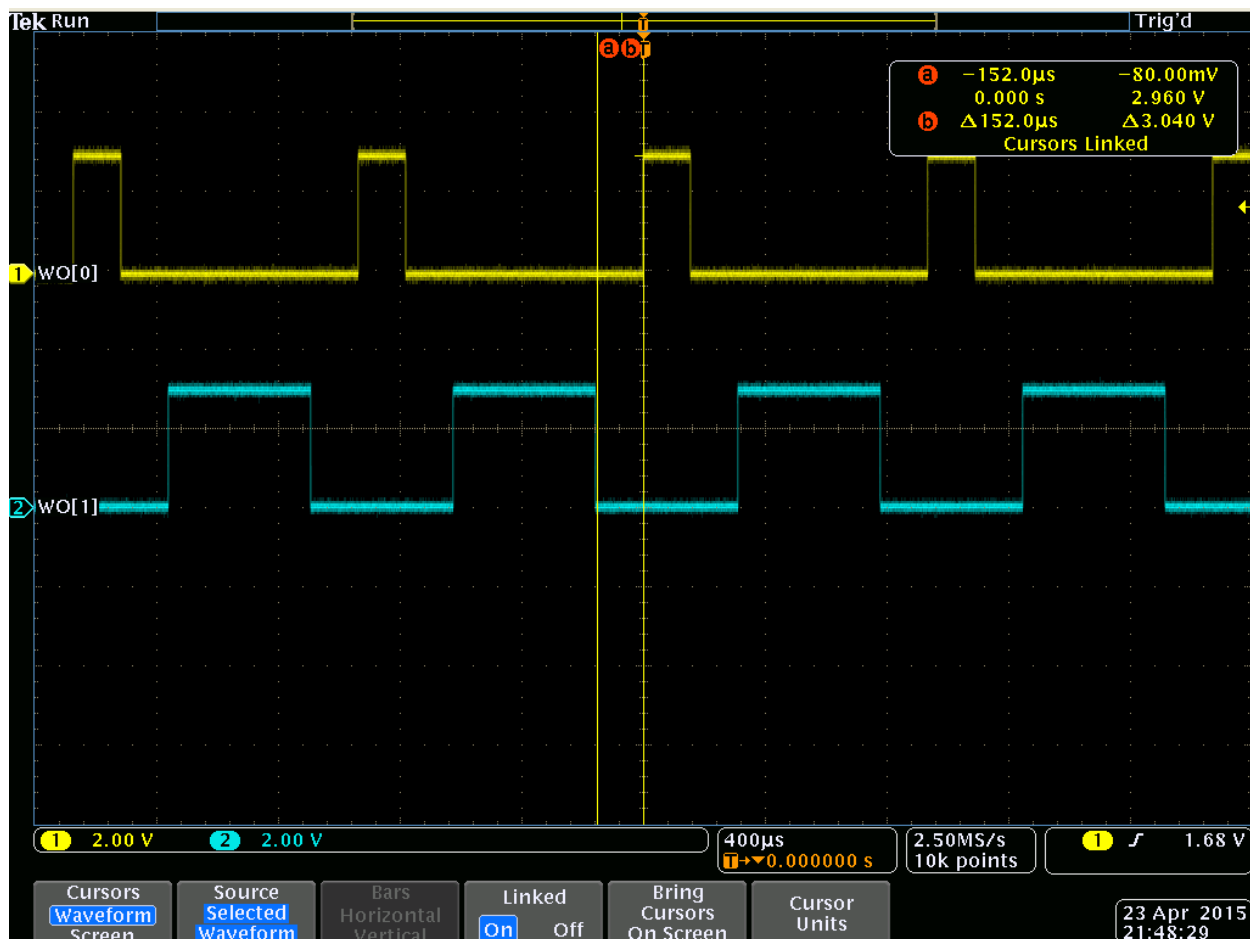 Tek Run
T
Trig'd
a b T
a -152.0µs -80.00mV
0.000 s 2.960 V
b Δ152.0µs Δ3.040 V
Cursors Linked
1 WO[0]
2 WO[1]
1 2.00 V 2 2.00 V
400µs
T→▼0.000000 s
2.50MS/s
10k points
1 1.68 V
Cursors
Waveform
Screen
Source
Selected
Waveform
Bars
Horizontal
Vertical
Linked
On Off
Bring
Cursors
On Screen
Cursor
Units
23 Apr 2015
21:48:29